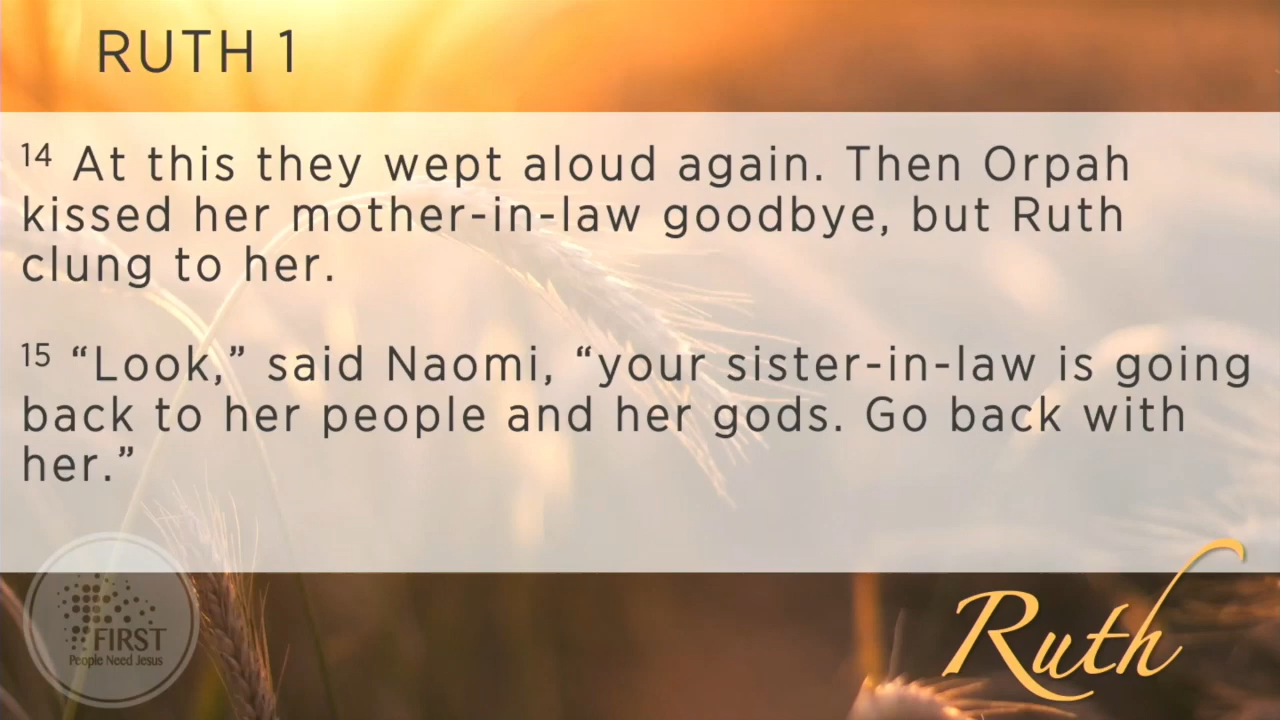 RUTH 1
14 At this they wept aloud again. Then Orpah
kissed her mother-in-law goodbye, but Ruth
clung to her.
15 “Look,” said Naomi, “your sister-in-law is going
back to her people and her gods. Go back with
her.”
FIRST
People Need Jesus
Ruth